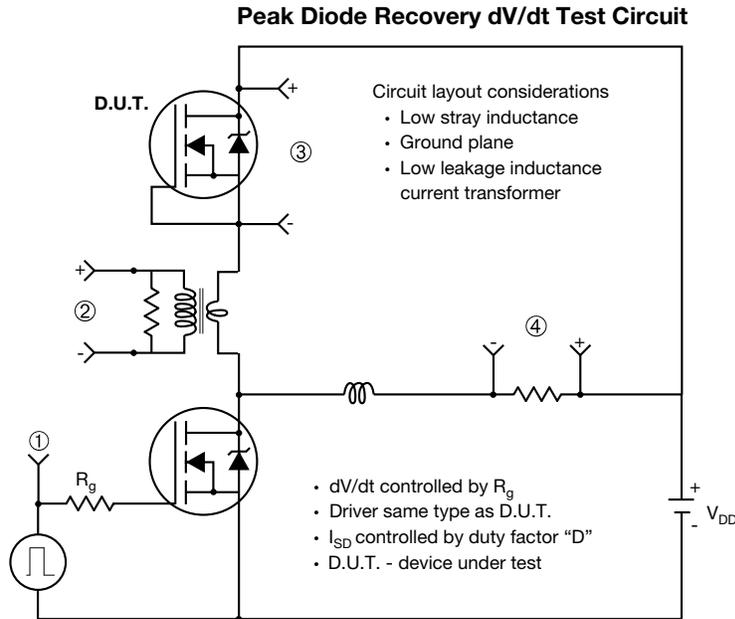 Peak Diode Recovery dV/dt Test Circuit
D.U.T.
+
-
③
Circuit layout considerations
• Low stray inductance
• Ground plane
• Low leakage inductance
current transformer
+
②
-
-
④
+
①
Rg
• dV/dt controlled by Rg
• Driver same type as D.U.T.
• ISD controlled by duty factor “D”
• D.U.T. - device under test
+
VDD
-